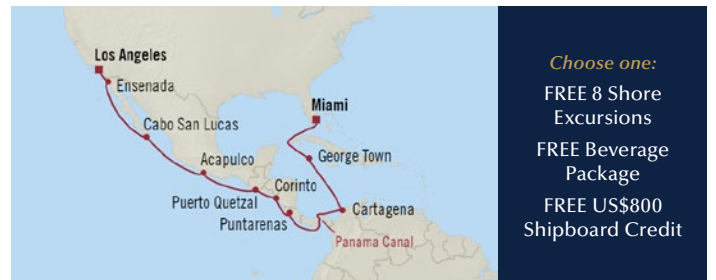 Los Angeles
Ensenada
Cabo San Lucas
Acapulco
Puerto Quetzal
Corinto
Puntarenas
Miami
George Town
Cartagena
Panama Canal
Choose one:
FREE 8 Shore
Excursions
FREE Beverage
Package
FREE US$800
Shipboard Credit